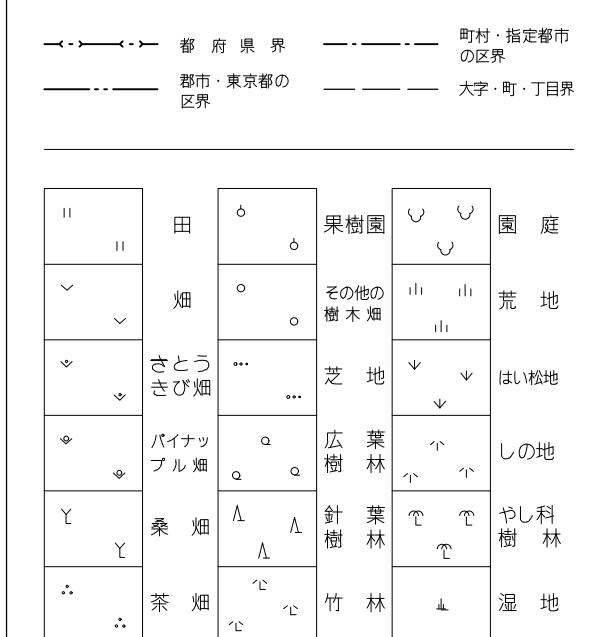 都府県界
町村・指定都市
の区界
郡市・東京都の
区界
大字・町・丁目界
田
果樹園
園庭
畑
その他の
樹木畑
荒地
さとう
きび畑
芝地
はい松地
パイナッ
プル畑
広葉
樹林
しの地
桑畑
針葉
樹林
やし科
樹林
茶畑
竹林
湿地